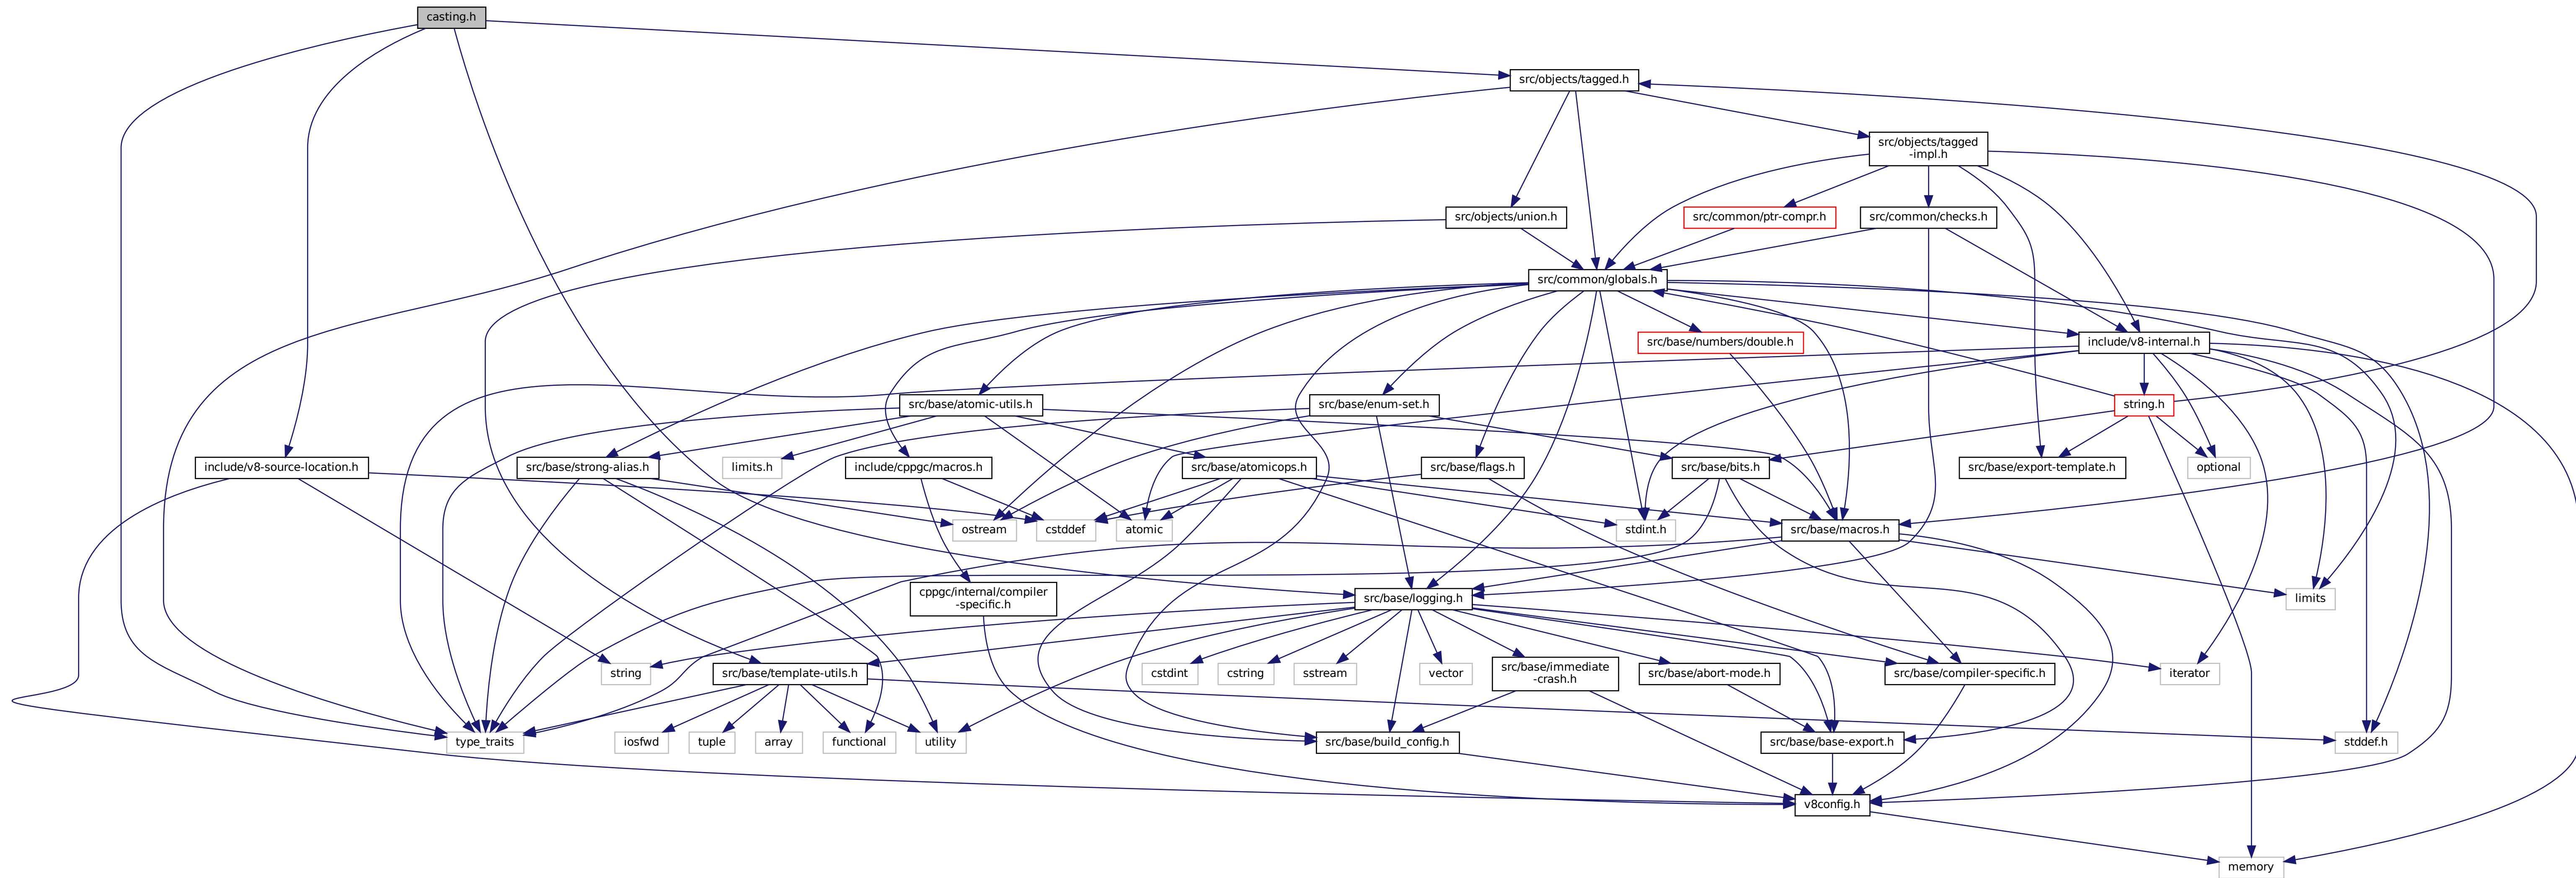 casting.h
src/objects/tagged.h
src/objects/tagged
-impl.h
src/objects/union.h
src/common/ptr-compr.h
src/common/checks.h
src/common/globals.h
src/base/numbers/double.h
include/v8-internal.h
src/base/atomic-utils.h
src/base/enum-set.h
string.h
include/v8-source-location.h
src/base/strong-alias.h
limits.h
include/cppgc/macros.h
src/base/atomicops.h
src/base/flags.h
src/base/bits.h
src/base/export-template.h
optional
ostream
cstddef
atomic
stdint.h
src/base/macros.h
cppgc/internal/compiler
-specific.h
src/base/logging.h
limits
string
src/base/template-utils.h
cstdint
cstring
sstream
vector
src/base/immediate
-crash.h
src/base/abort-mode.h
src/base/compiler-specific.h
iterator
type_traits
iosfwd
tuple
array
functional
utility
src/base/build_config.h
src/base/base-export.h
stddef.h
v8config.h
memory